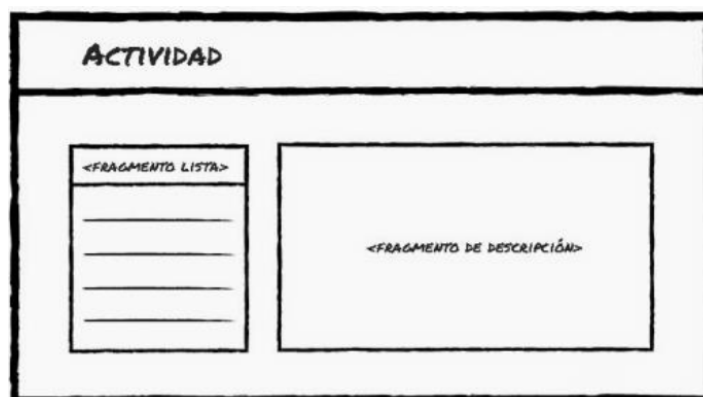 ACTIVIDAD
<FRAGMENTO LISTA>
<FRAGMENTO DE DESCRIPCIÓN>